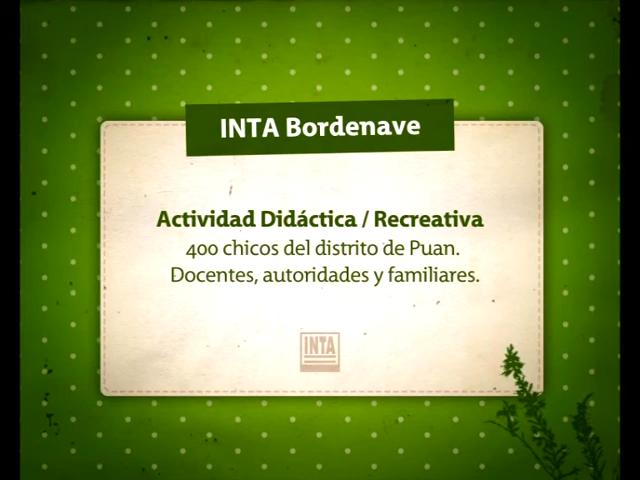 INTA Bordenave
Actividad Didáctica / Recreativa
400 chicos del distrito de Puan.
Docentes, autoridades y familiares.
INTA